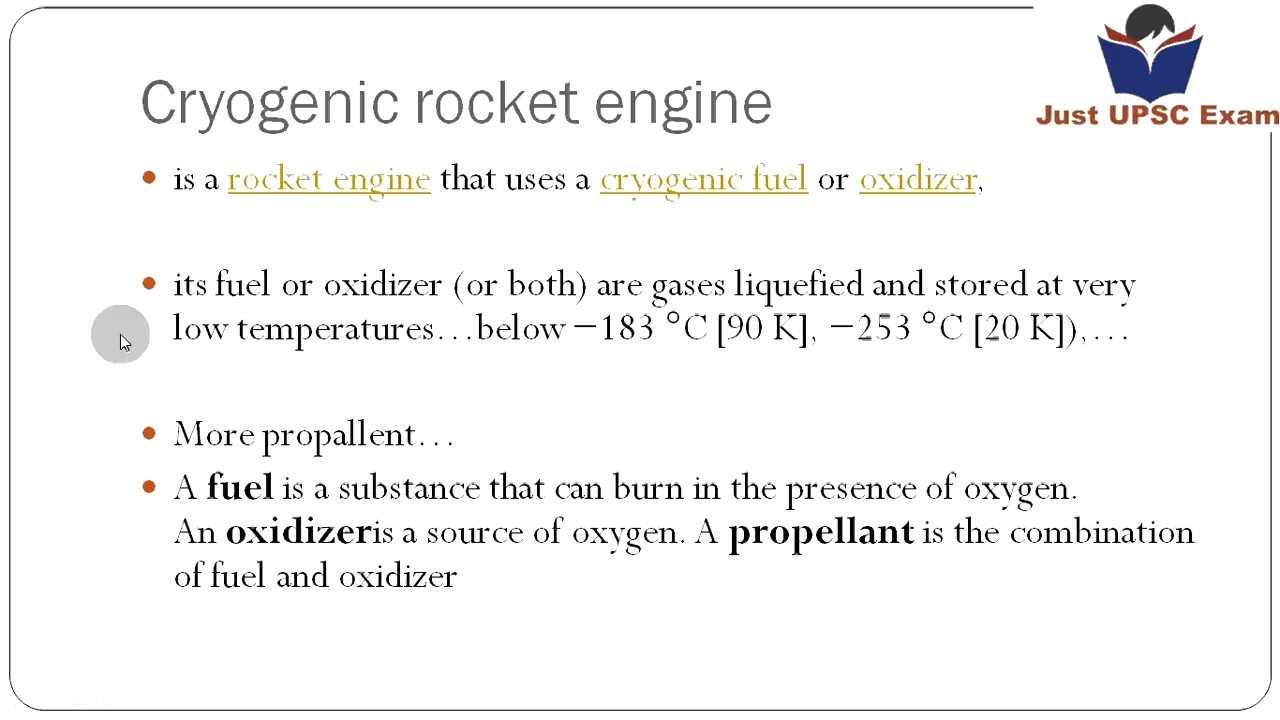 Just UPSC Exam
Cryogenic rocket engine
is a rocket engine that uses a cryogenic fuel or oxidizer,
its fuel or oxidizer (or both) are gases liquefied and stored at very
low temperatures…below −183 °C [90 K], −253 °C [20 K]),…
More propallent…
A fuel is a substance that can burn in the presence of oxygen.
An oxidizeris a source of oxygen. A propellant is the combination
of fuel and oxidizer